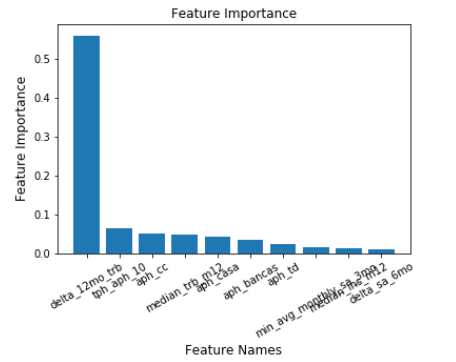 Feature Importance
Feature Importance
0.5
0.4
0.3
0.2
0.1
0.0
delta_12mo_trb
tph_aph_10
aph_cc
median_trb_m12
aph_casa
aph_bancas
aph_td
min_avg_monthly_sa_3mo
delta_sa_6mo
Feature Names